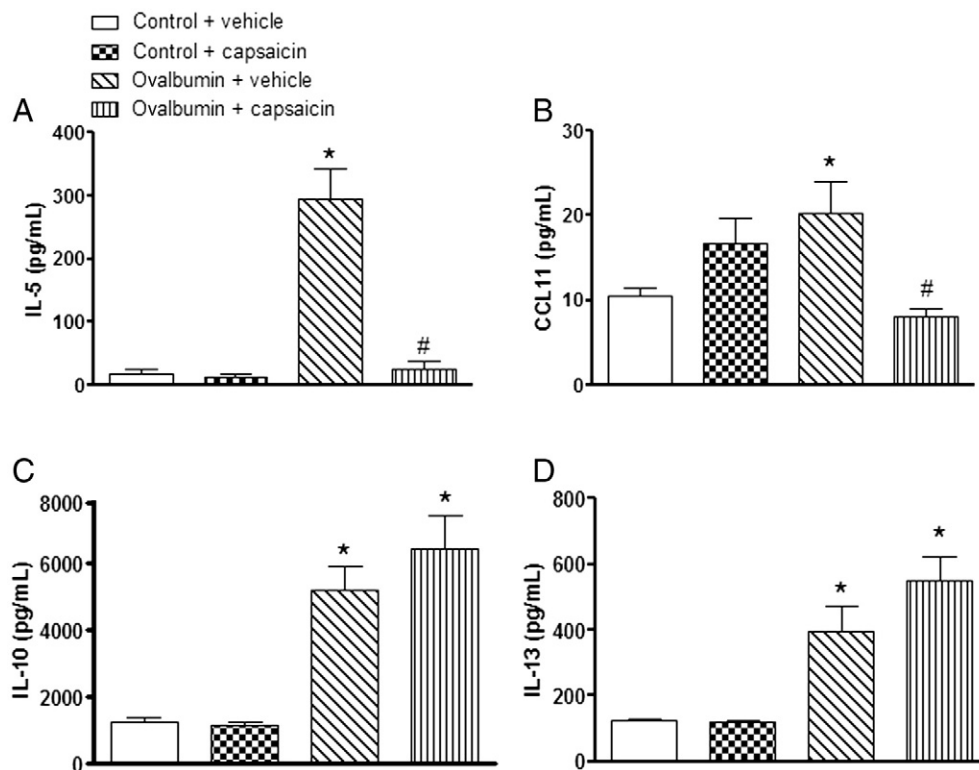 Control + vehicle
Control + capsaicin
Ovalbumin + vehicle
Ovalbumin + capsaicin
A
400
300
200
100
0
IL-5 (pg/mL)
*
#
B
30
20
10
0
CCL11 (pg/mL)
*
#
C
8000
6000
4000
2000
0
IL-10 (pg/mL)
*
*
D
800
600
400
200
0
IL-13 (pg/mL)
*
*